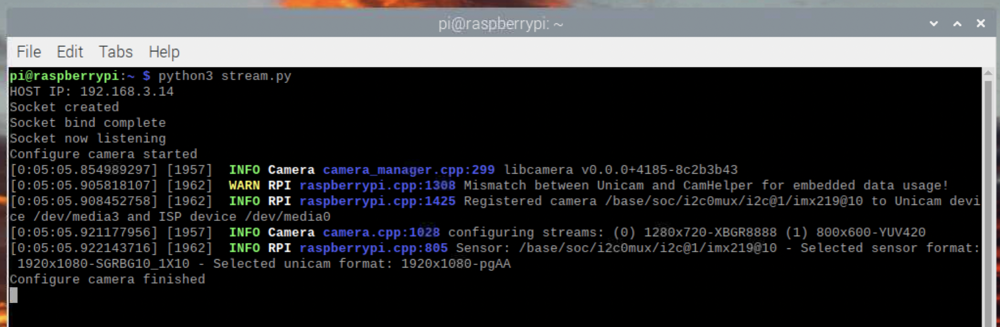 pi@raspberrypi: ~
File Edit Tabs Help
pi@raspberrypi:~ $ python3 stream.py
HOST IP: 192.168.3.14
Socket created
Socket bind complete
Socket now listening
Configure camera started
[0:05:05.854989297] [1957]  INFO Camera camera_manager.cpp:299 libcamera v0.0.0+4185-8c2b3b43
[0:05:05.905818107] [1962]  WARN RPI raspberrypi.cpp:1308 Mismatch between Unicam and CamHelper for embedded data usage!
[0:05:05.908452758] [1962]  INFO RPI raspberrypi.cpp:1425 Registered camera /base/soc/i2c0mux/i2c@1/imx219@10 to Unicam devi
ce /dev/media3 and ISP device /dev/media0
[0:05:05.921177956] [1957]  INFO Camera camera.cpp:1028 configuring streams: (0) 1280x720-XBGR8888 (1) 800x600-YUV420
[0:05:05.922143716] [1962]  INFO RPI raspberrypi.cpp:805 Sensor: /base/soc/i2c0mux/i2c@1/imx219@10 - Selected sensor format:
 1920x1080-SGRBG10_1X10 - Selected unicam format: 1920x1080-pgAA
Configure camera finished